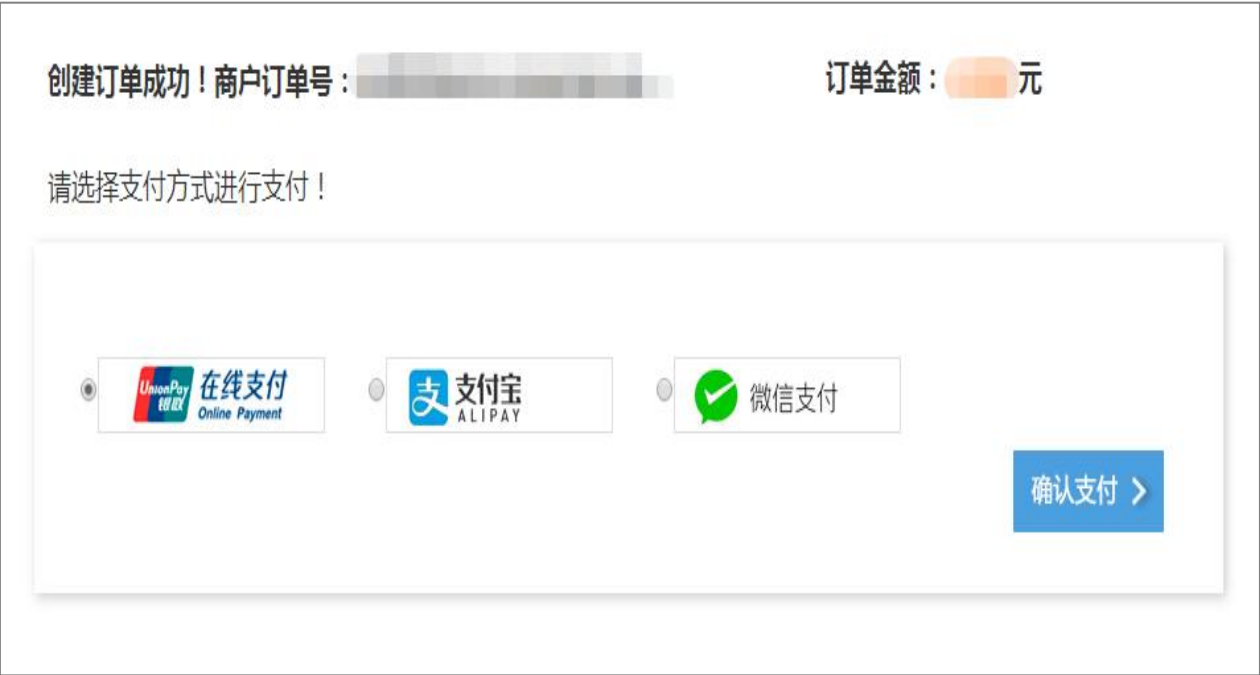 创建订单成功！商户订单号： 订单金额： 元
请选择支付方式进行支付！
UnionPay 银联 在线支付 Online Payment
支 支付宝 ALIPAY
微信支付
确认支付